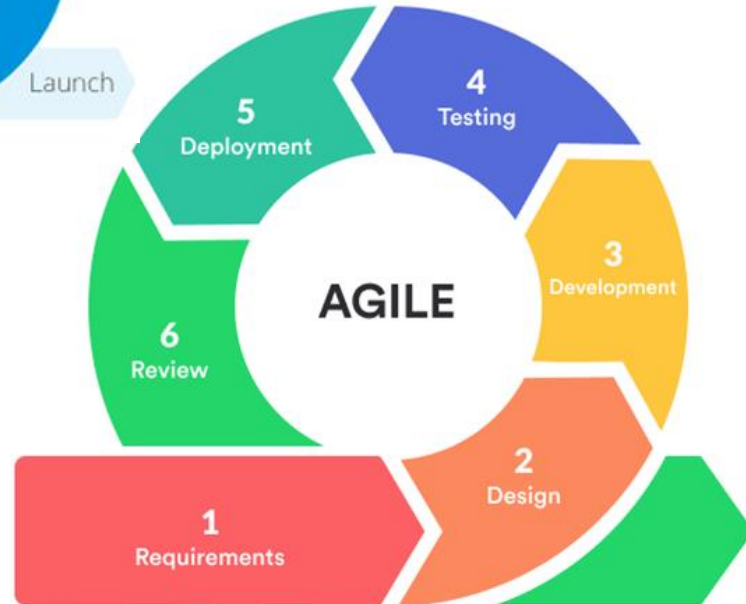 Launch
4
Testing
5
Deployment
3
Development
AGILE
6
Review
2
Design
1
Requirements